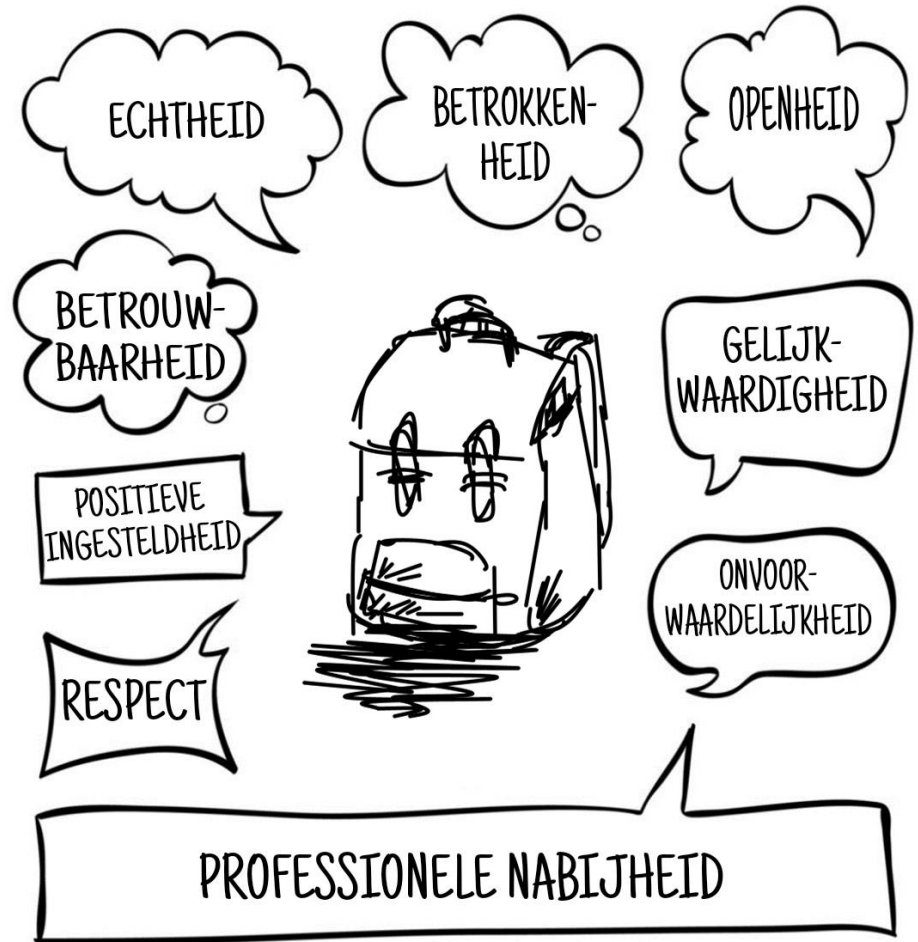 ECHTHEID
BETROKKEN-
HEID
OPENHEID
BETROUW-
BAARHEID
GELIJK-
WAARDIGHEID
POSITIEVE
INGESTELDHEID
ONVOOR-
WAARDELIJKHEID
RESPECT
PROFESSIONELE NABIJHEID